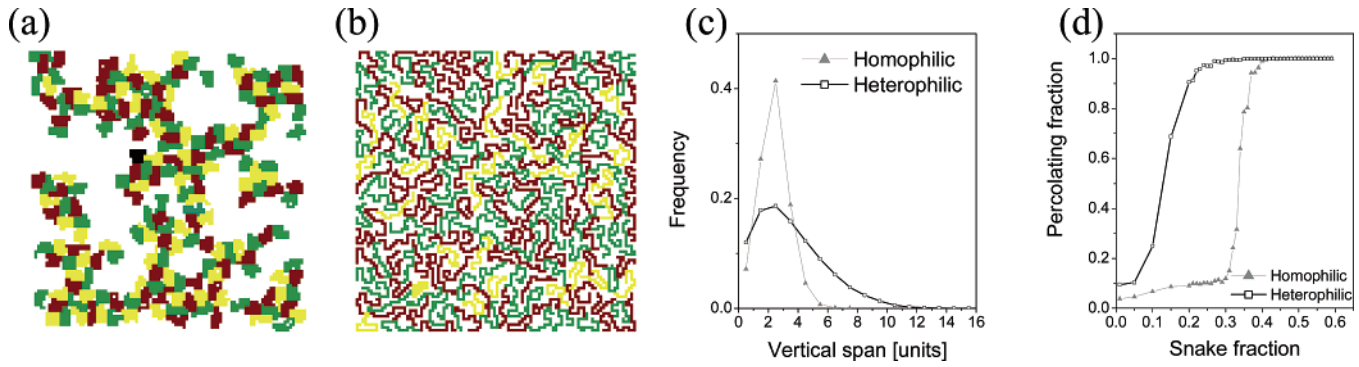 (a)
(b)
(c)
Homophilic
Heterophilic
Frequency
0.4
0.2
0.0
0 2 4 6 8 10 12 14 16
Vertical span [units]
(d)
Percolating fraction
1.0
0.8
0.6
0.4
0.2
0.0
Homophilic
Heterophilic
0.0 0.1 0.2 0.3 0.4 0.5 0.6
Snake fraction